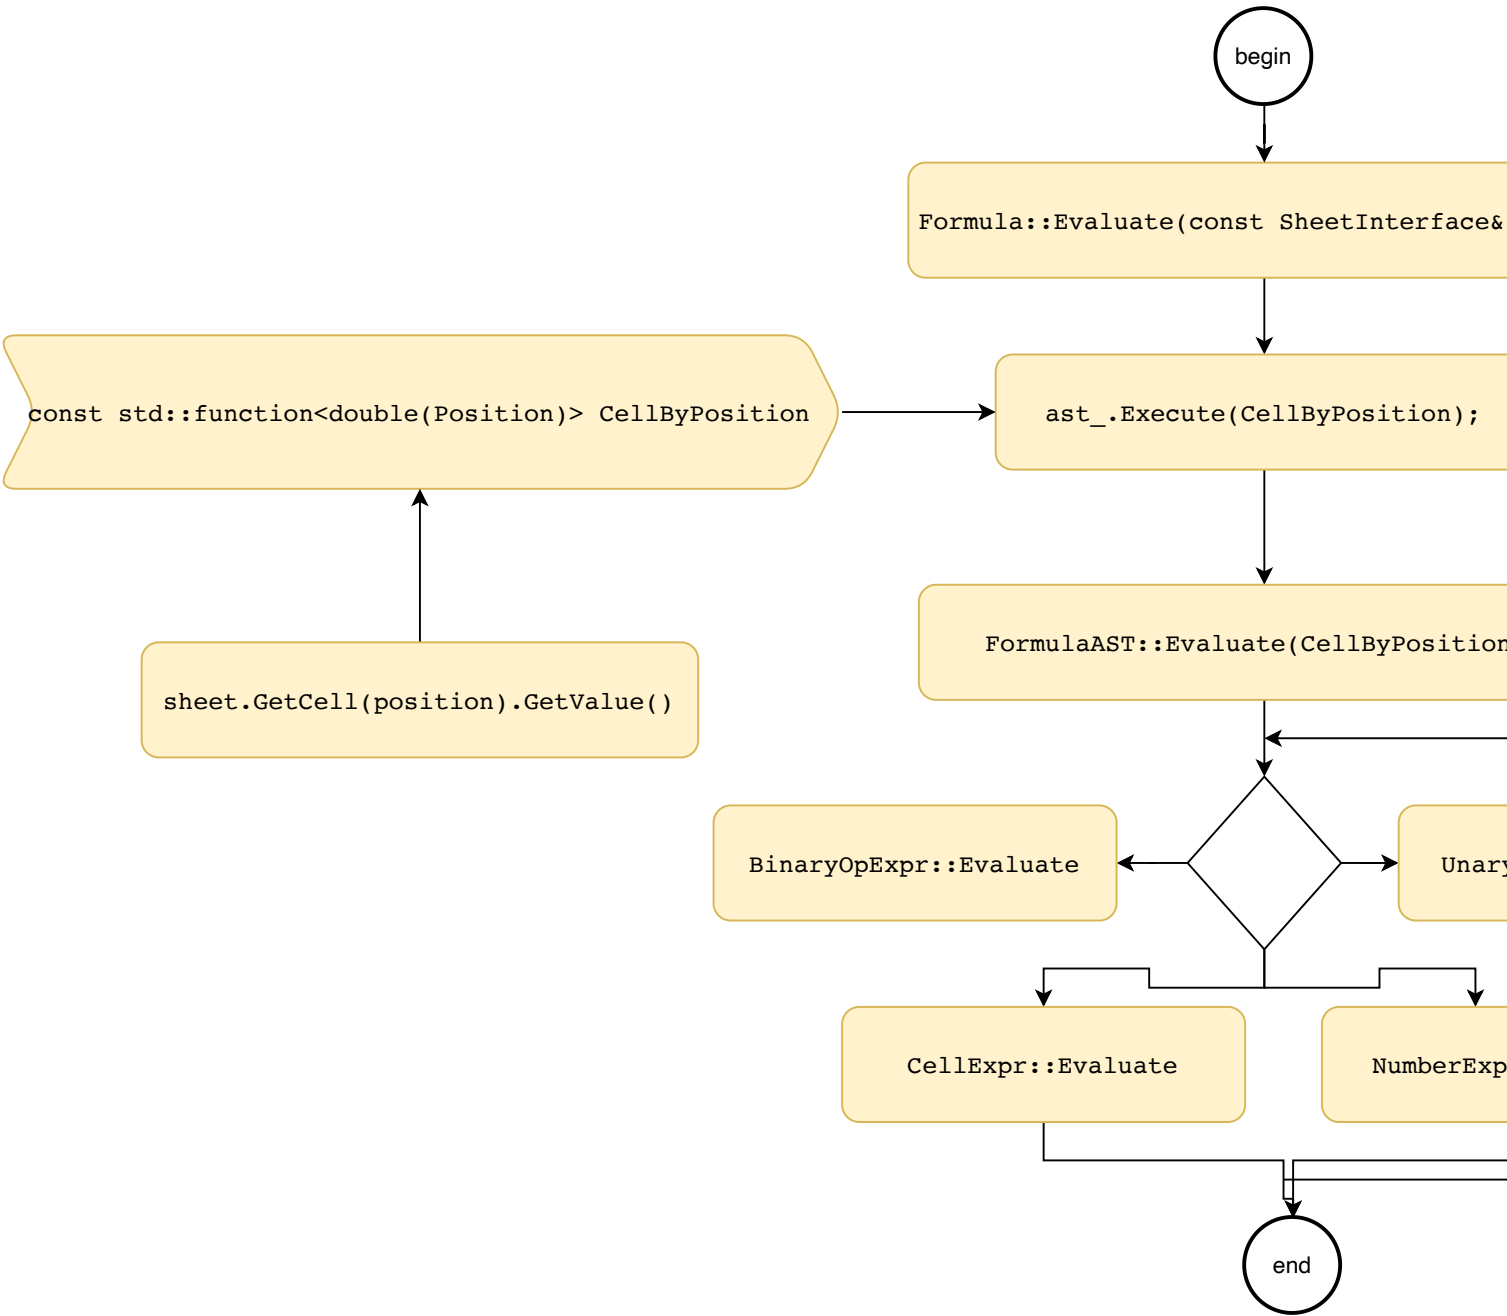 begin
Formula::Evaluate(const SheetInterface&
const std::function<double(Position)> CellByPosition
ast_.Execute(CellByPosition);
FormulaAST::Evaluate(CellByPosition
sheet.GetCell(position).GetValue()
BinaryOpExpr::Evaluate
Unary
CellExpr::Evaluate
NumberExp
end